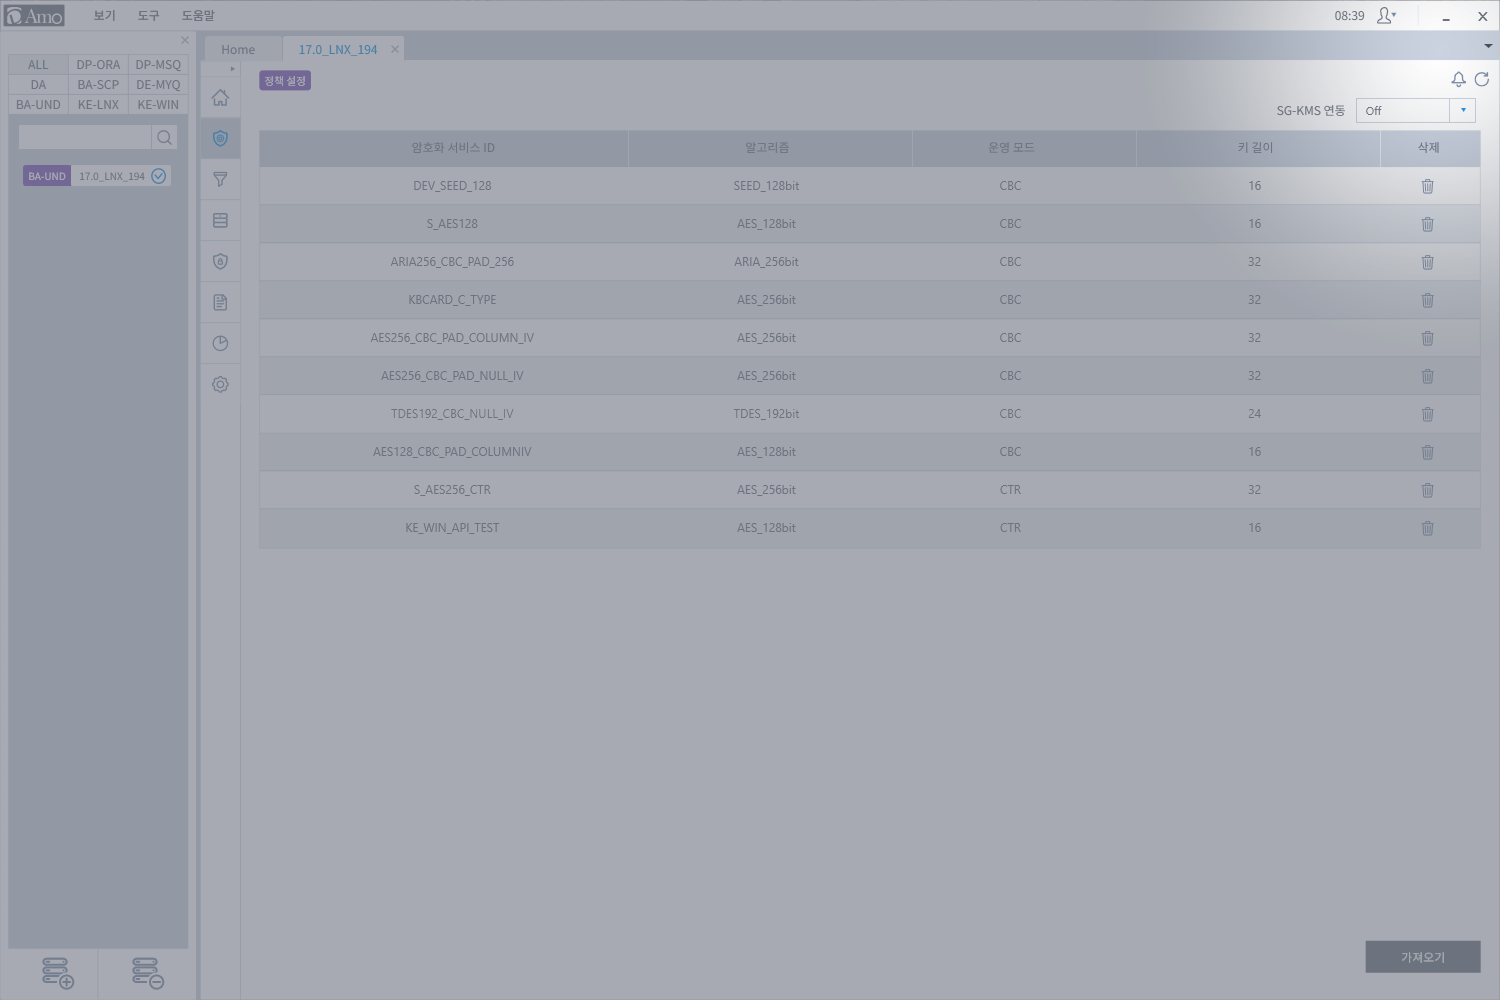 Amo 보기 도구 도움말 08:39
Home 17.0_LNX_194
ALL DP-ORA DP-MSQ
DA BA-SCP DE-MYQ
BA-UND KE-LNX KE-WIN
BA-UND 17.0_LNX_194
정책 설정
SG-KMS 연동 Off
암호화 서비스 ID 알고리즘 운영 모드 키 길이 삭제
DEV_SEED_128 SEED_128bit CBC 16
S_AES128 AES_128bit CBC 16
ARIA256_CBC_PAD_256 ARIA_256bit CBC 32
KBCARD_C_TYPE AES_256bit CBC 32
AES256_CBC_PAD_COLUMN_IV AES_256bit CBC 32
AES256_CBC_PAD_NULL_IV AES_256bit CBC 32
TDES192_CBC_NULL_IV TDES_192bit CBC 24
AES128_CBC_PAD_COLUMNIV AES_128bit CBC 16
S_AES256_CTR AES_256bit CTR 32
KE_WIN_API_TEST AES_128bit CTR 16
가져오기